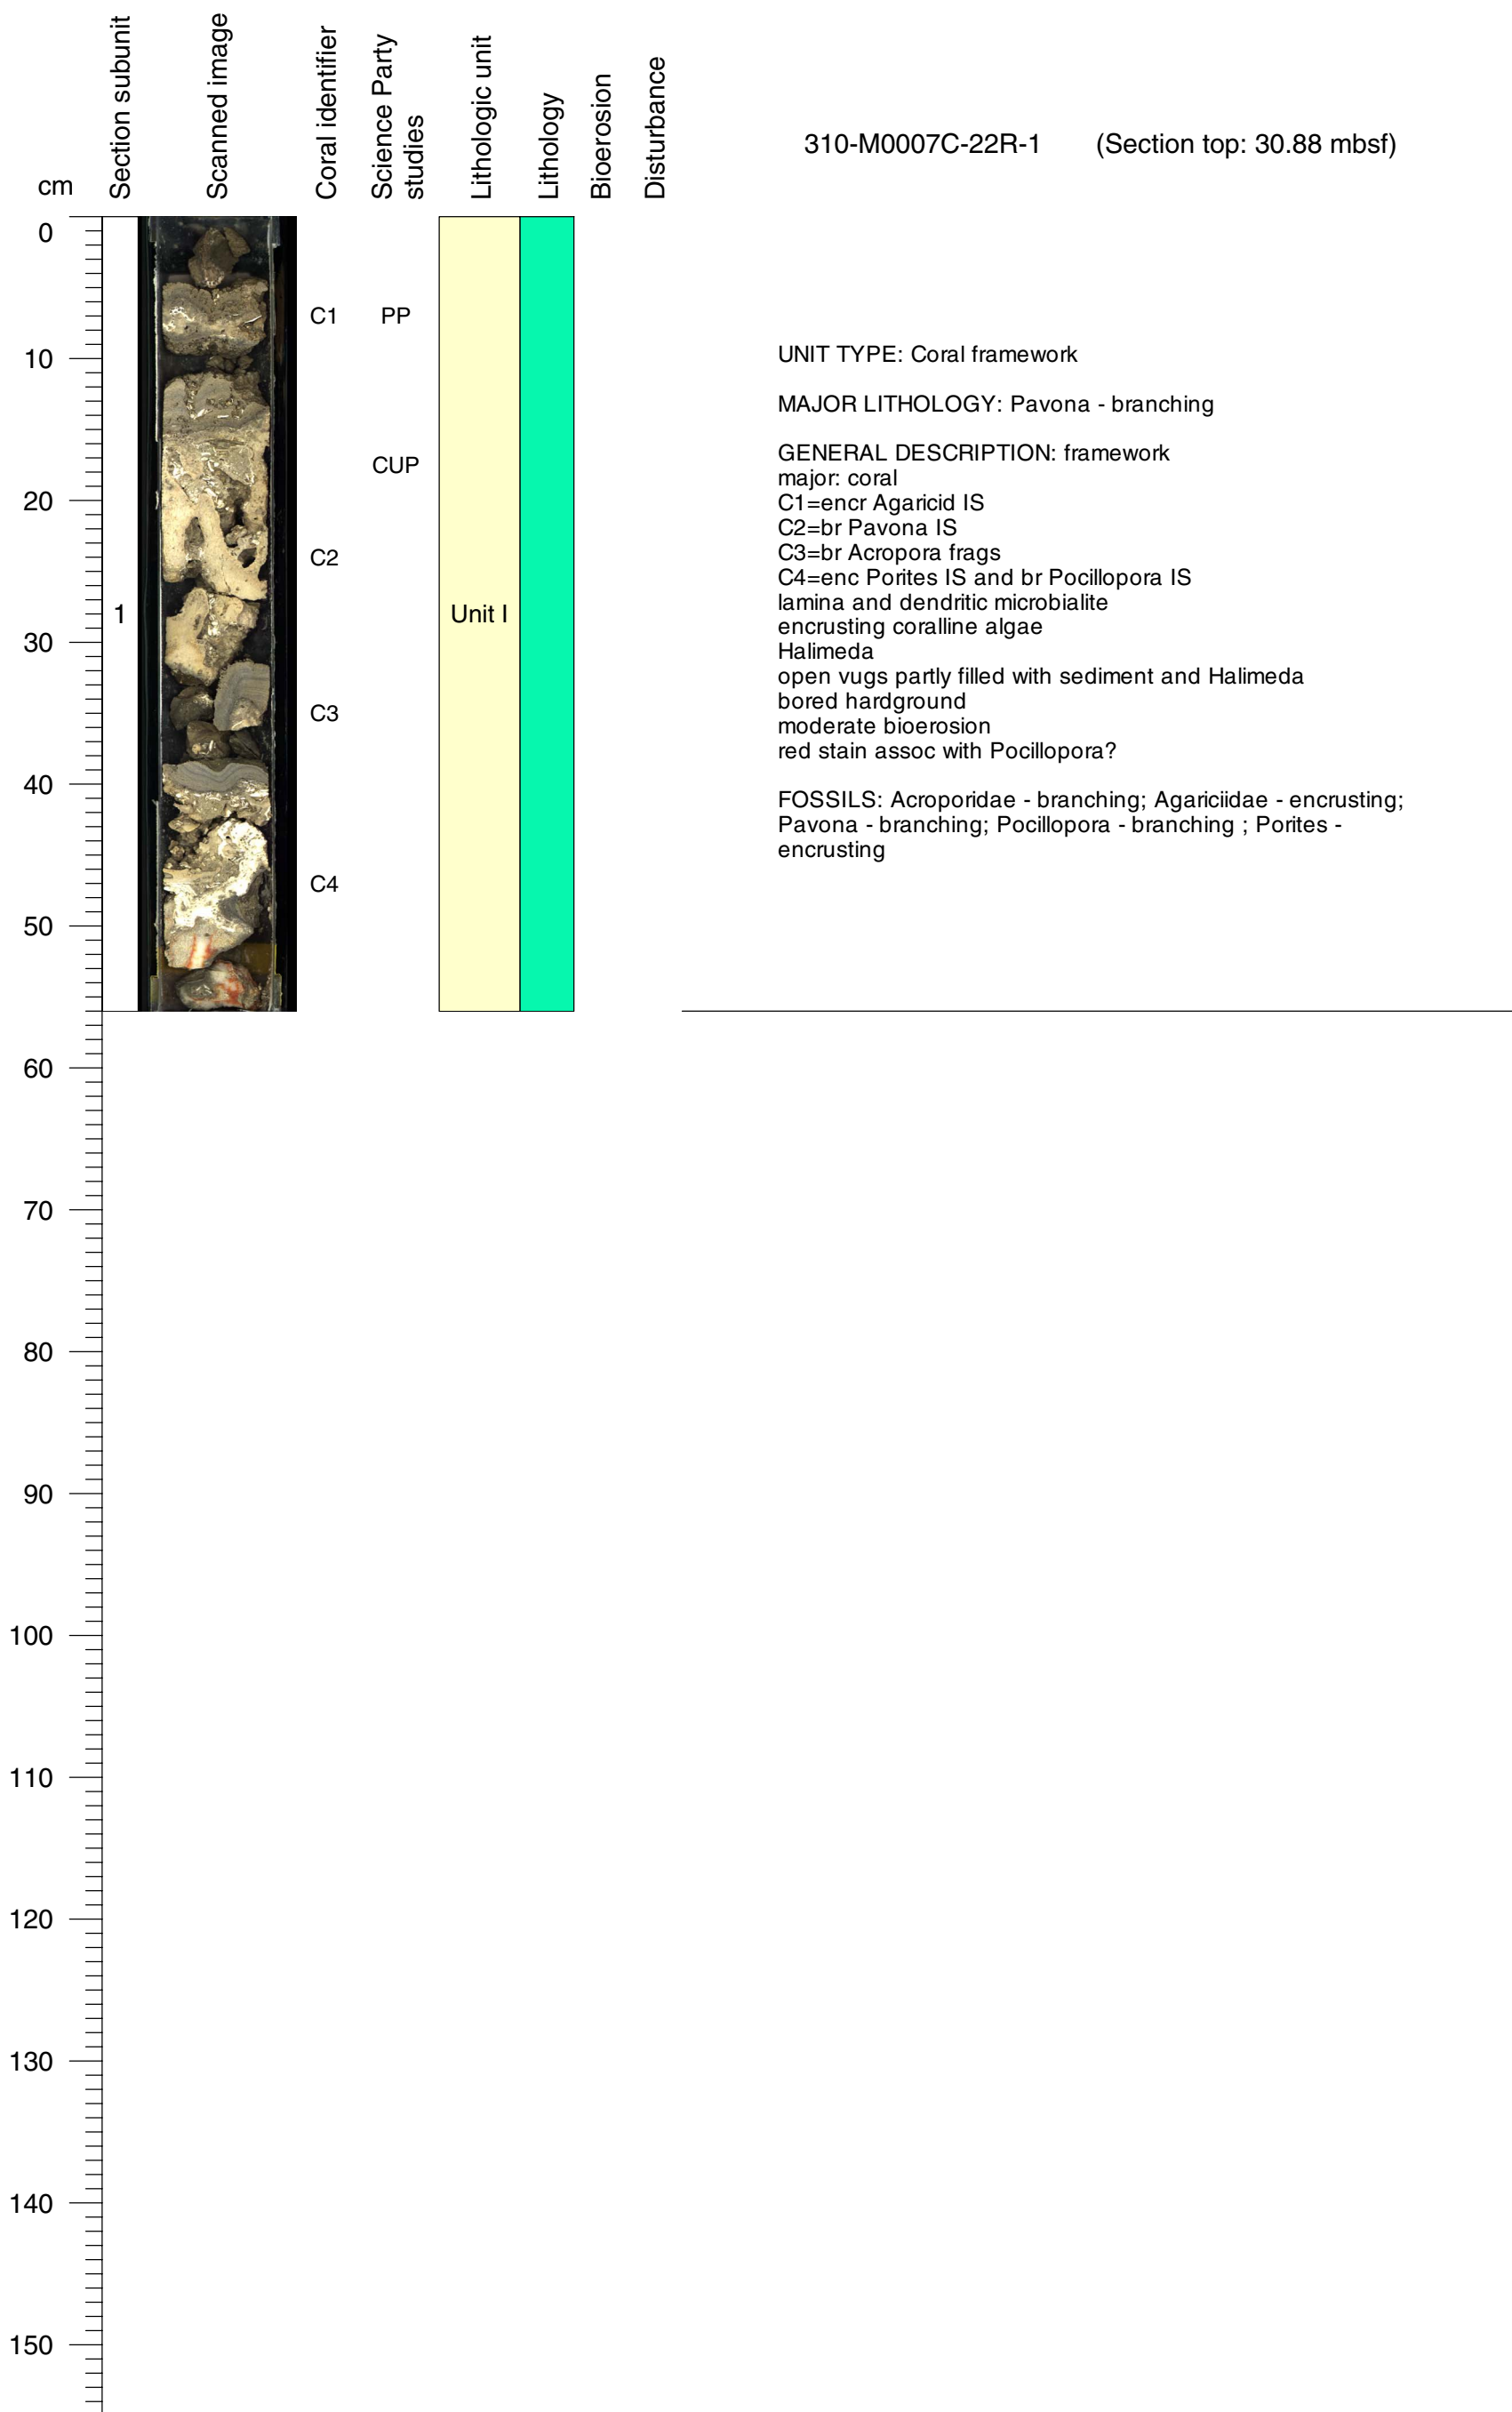 cm
Section subunit
Scanned image
Coral identifier
Science Party
studies
Lithologic unit
Lithology
Bioerosion
Disturbance
310-M0007C-22R-1 (Section top: 30.88 mbsf)
0
10
20
30
40
50
60
70
80
90
100
110
120
130
140
150
1
C1
C2
C3
C4
PP
CUP
Unit I
UNIT TYPE: Coral framework
MAJOR LITHOLOGY: Pavona - branching
GENERAL DESCRIPTION: framework
major: coral
C1=encr Agaricid IS
C2=br Pavona IS
C3=br Acropora frags
C4=enc Porites IS and br Pocillopora IS
lamina and dendritic microbialite
encrusting coralline algae
Halimeda
open vugs partly filled with sediment and Halimeda
bored hardground
moderate bioerosion
red stain assoc with Pocillopora?
FOSSILS: Acroporidae - branching; Agariciidae - encrusting;
Pavona - branching; Pocillopora - branching ; Porites -
encrusting